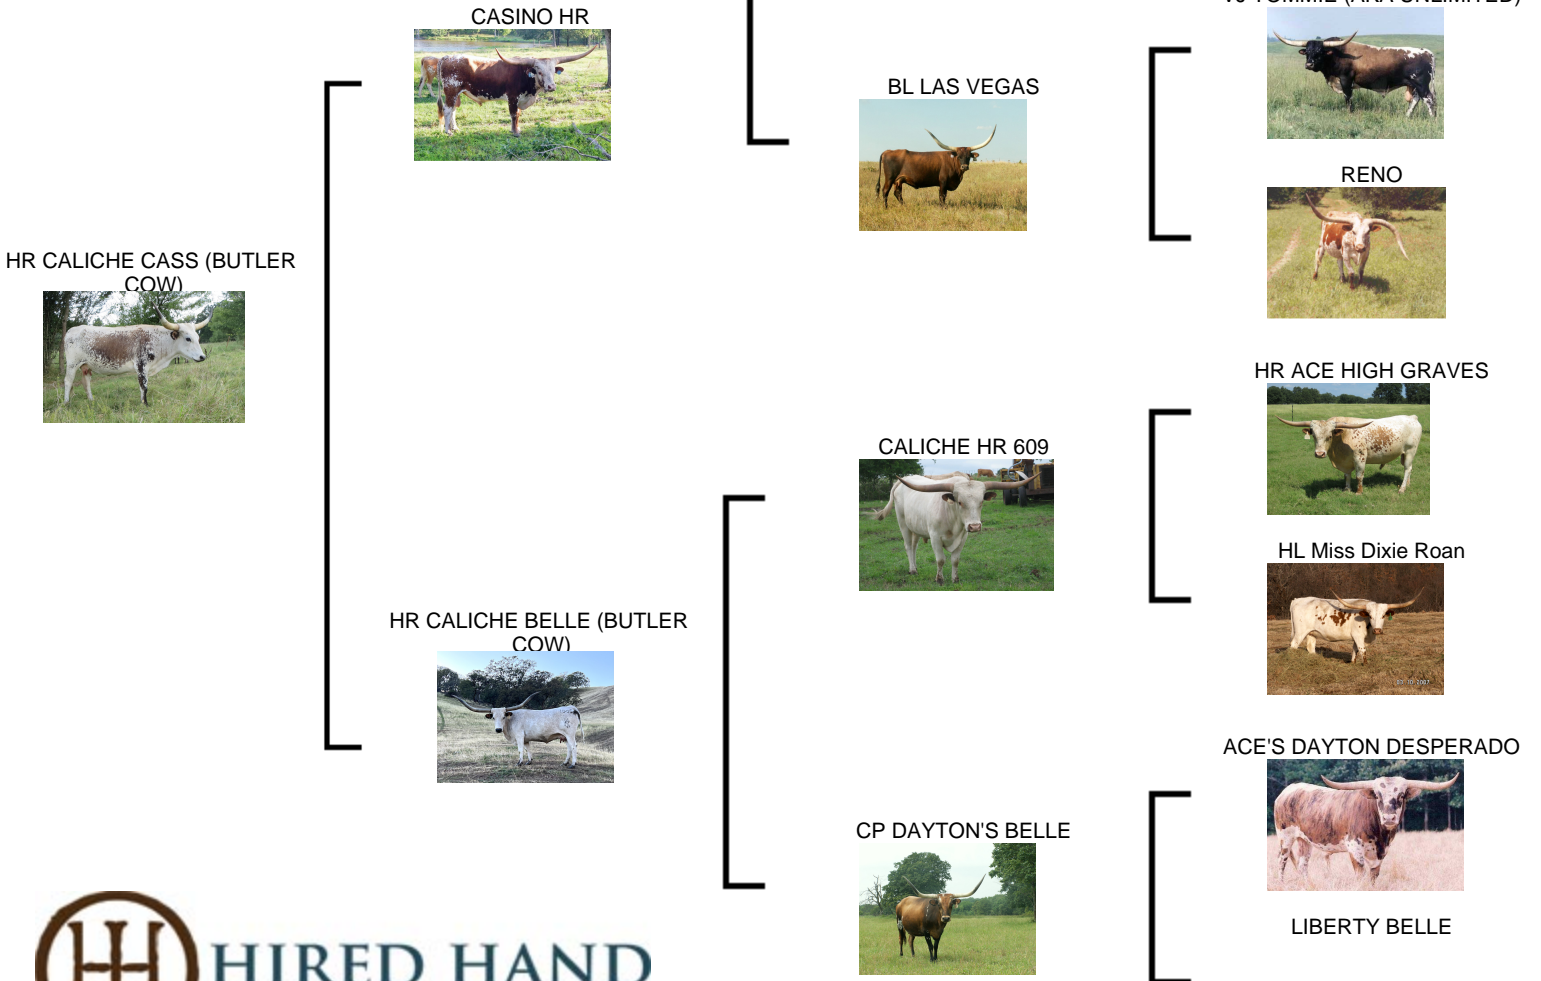 CASINO HR
BL LAS VEGAS
RENO
HR CALICHE CASS (BUTLER
COW)
HR ACE HIGH GRAVES
CALICHE HR 609
HL Miss Dixie Roan
HR CALICHE BELLE (BUTLER
COW)
ACE'S DAYTON DESPERADO
CP DAYTON'S BELLE
LIBERTY BELLE
HIRED HAND